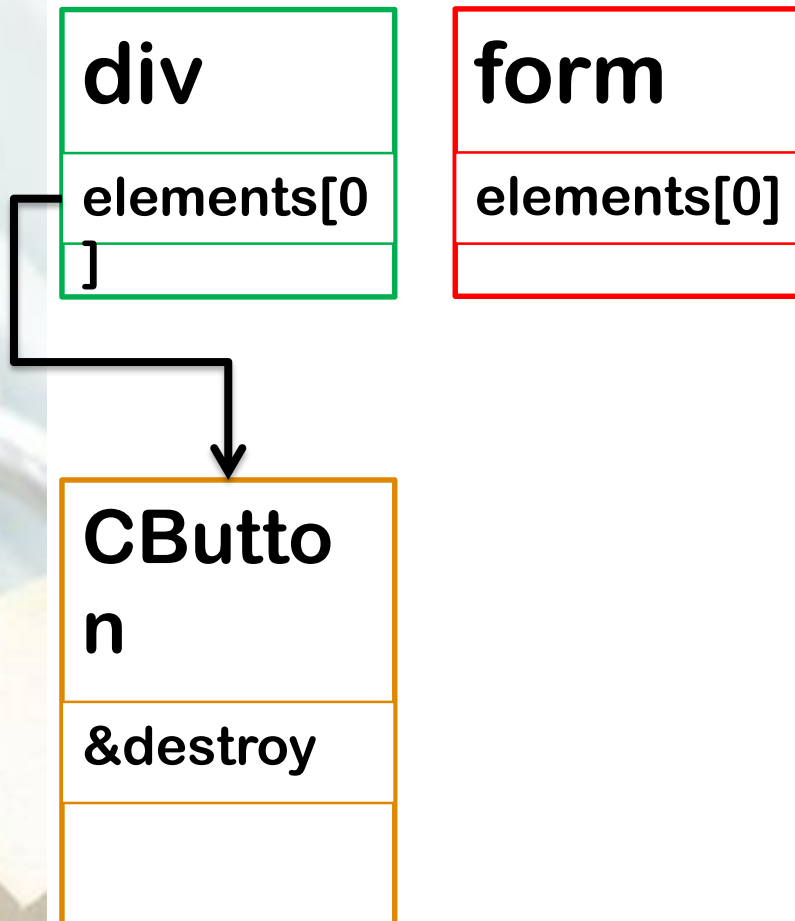 div
elements[0
]
form
elements[0]
CButto
n
&destroy